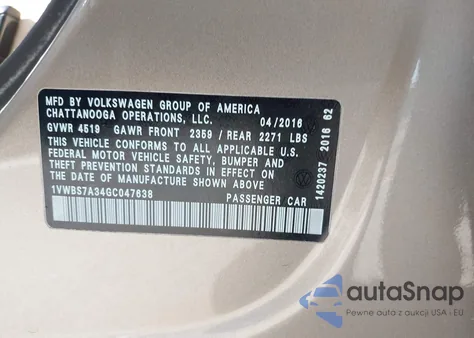 MFD BY VOLKSWAGEN GROUP OF AMERICA
CHATTANOOGA OPERATIONS, LLC. 04/2016
GVWR 4519 GAWR FRONT 2359 / REAR 2271 LBS
THIS VEHICLE CONFORMS TO ALL APPLICABLE U.S.
FEDERAL MOTOR VEHICLE SAFETY, BUMPER AND
THEFT PREVENTION STANDARDS IN EFFECT ON
THE DATE OF MANUFACTURE SHOWN ABOVE.
1VWBS7A34GC047638 PASSENGER CAR
1420237 2016 62
autoSnap
Pewne auta z aukcji USA i EU